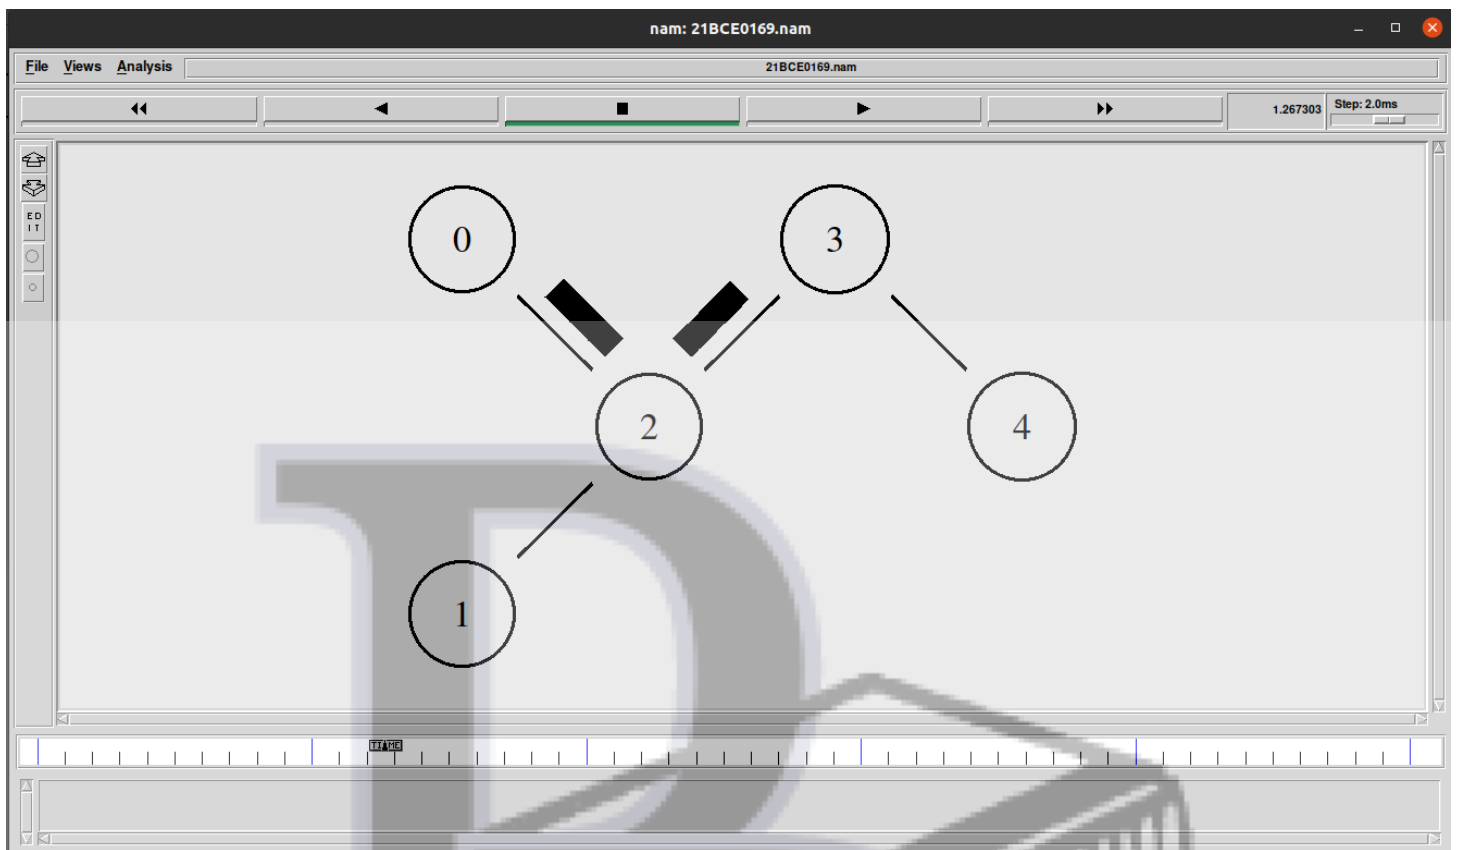 nam: 21BCE0169.nam
File Views Analysis 21BCE0169.nam
1.267303 Step: 2.0ms
ED
IT
0 3
2 4
1
TIME